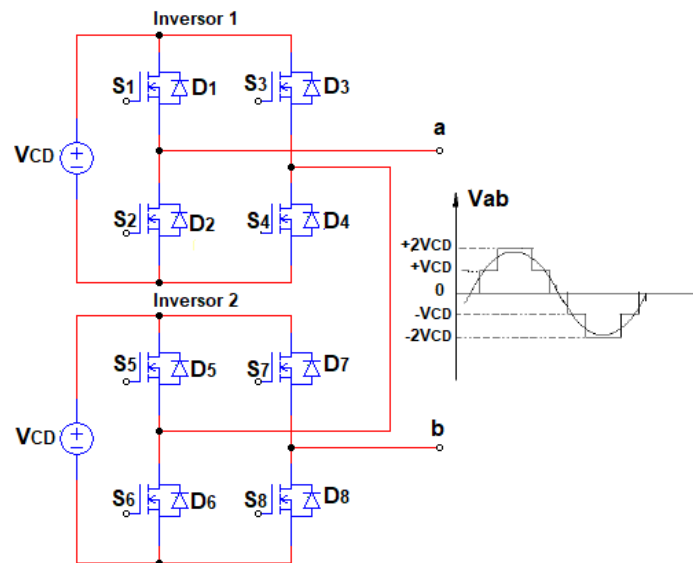 Inversor 1
S1 D1 S3 D3
a
VCD
S2 D2 S4 D4
Vab
+2VCD
+VCD
0
-VCD
-2VCD
Inversor 2
S5 D5 S7 D7
VCD
b
S6 D6 S8 D8